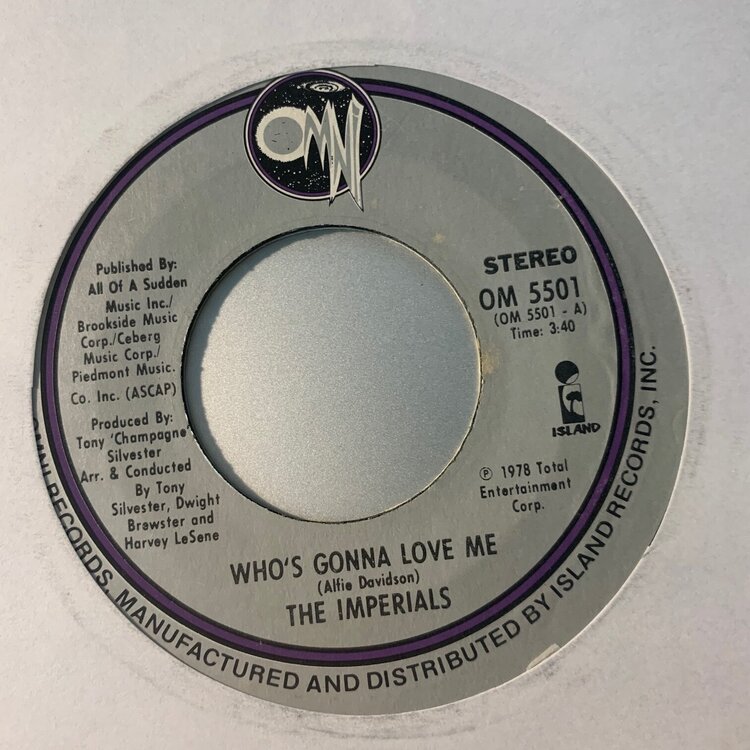 OMNI
Published By:
All Of A Sudden
Music Inc./
Brookside Music
Corp./Ceberg
Music Corp./
Piedmont Music.
Co. Inc. (ASCAP)
Produced By:
Tony 'Champagne'
Silvester
Arr. & Conducted
By Tony
Silvester, Dwight
Brewster and
Harvey LeSene
STEREO
OM 5501
(OM 5501 - A)
Time: 3:40
ISLAND
℗ 1978 Total
Entertainment
Corp.
WHO'S GONNA LOVE ME
(Alfie Davidson)
THE IMPERIALS
OMNI RECORDS, MANUFACTURED AND DISTRIBUTED BY ISLAND RECORDS, INC.